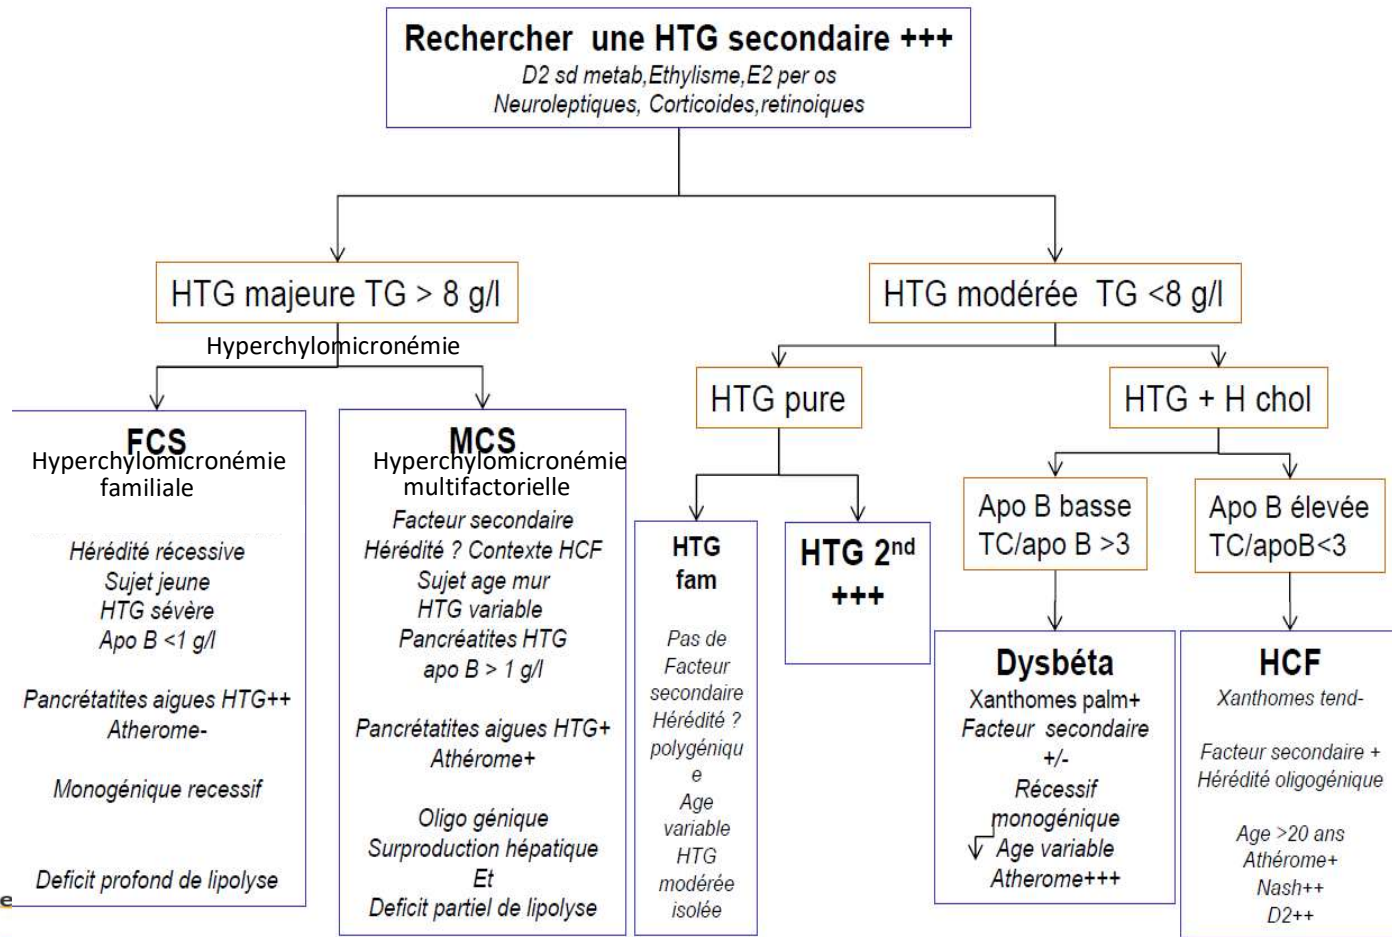 Rechercher une HTG secondaire +++
D2 sd metab,Ethylisme,E2 per os
Neuroleptiques, Corticoides,retinoiques
HTG majeure TG > 8 g/l
HTG modérée TG <8 g/l
Hyperchylomicronémie
HTG pure
HTG + H chol
FCS
Hyperchylomicronémie
familiale
Hérédité récessive
Sujet jeune
HTG sévère
Apo B <1 g/l
Pancrétatites aigues HTG++
Atherome-
Monogénique recessif
Deficit profond de lipolyse
MCS
Hyperchylomicronémie
multifactorielle
Facteur secondaire
Hérédité ? Contexte HCF
Sujet age mur
HTG variable
Pancréatites HTG
apo B > 1 g/l
Pancrétatites aigues HTG+
Athérome+
Oligo génique
Surproduction hépatique
Et
Deficit partiel de lipolyse
HTG
fam
Pas de
Facteur
secondaire
Hérédité ?
polygéniqu
e
Age
variable
HTG
modérée
isolée
HTG 2nd
+++
Apo B basse
TC/apo B >3
Apo B élevée
TC/apoB<3
Dysbéta
Xanthomes palm+
Facteur secondaire
+/-
Récessif
monogénique
Age variable
Atherome+++
HCF
Xanthomes tend-
Facteur secondaire +
Hérédité oligogénique
Age >20 ans
Athérome+
Nash++
D2++
e